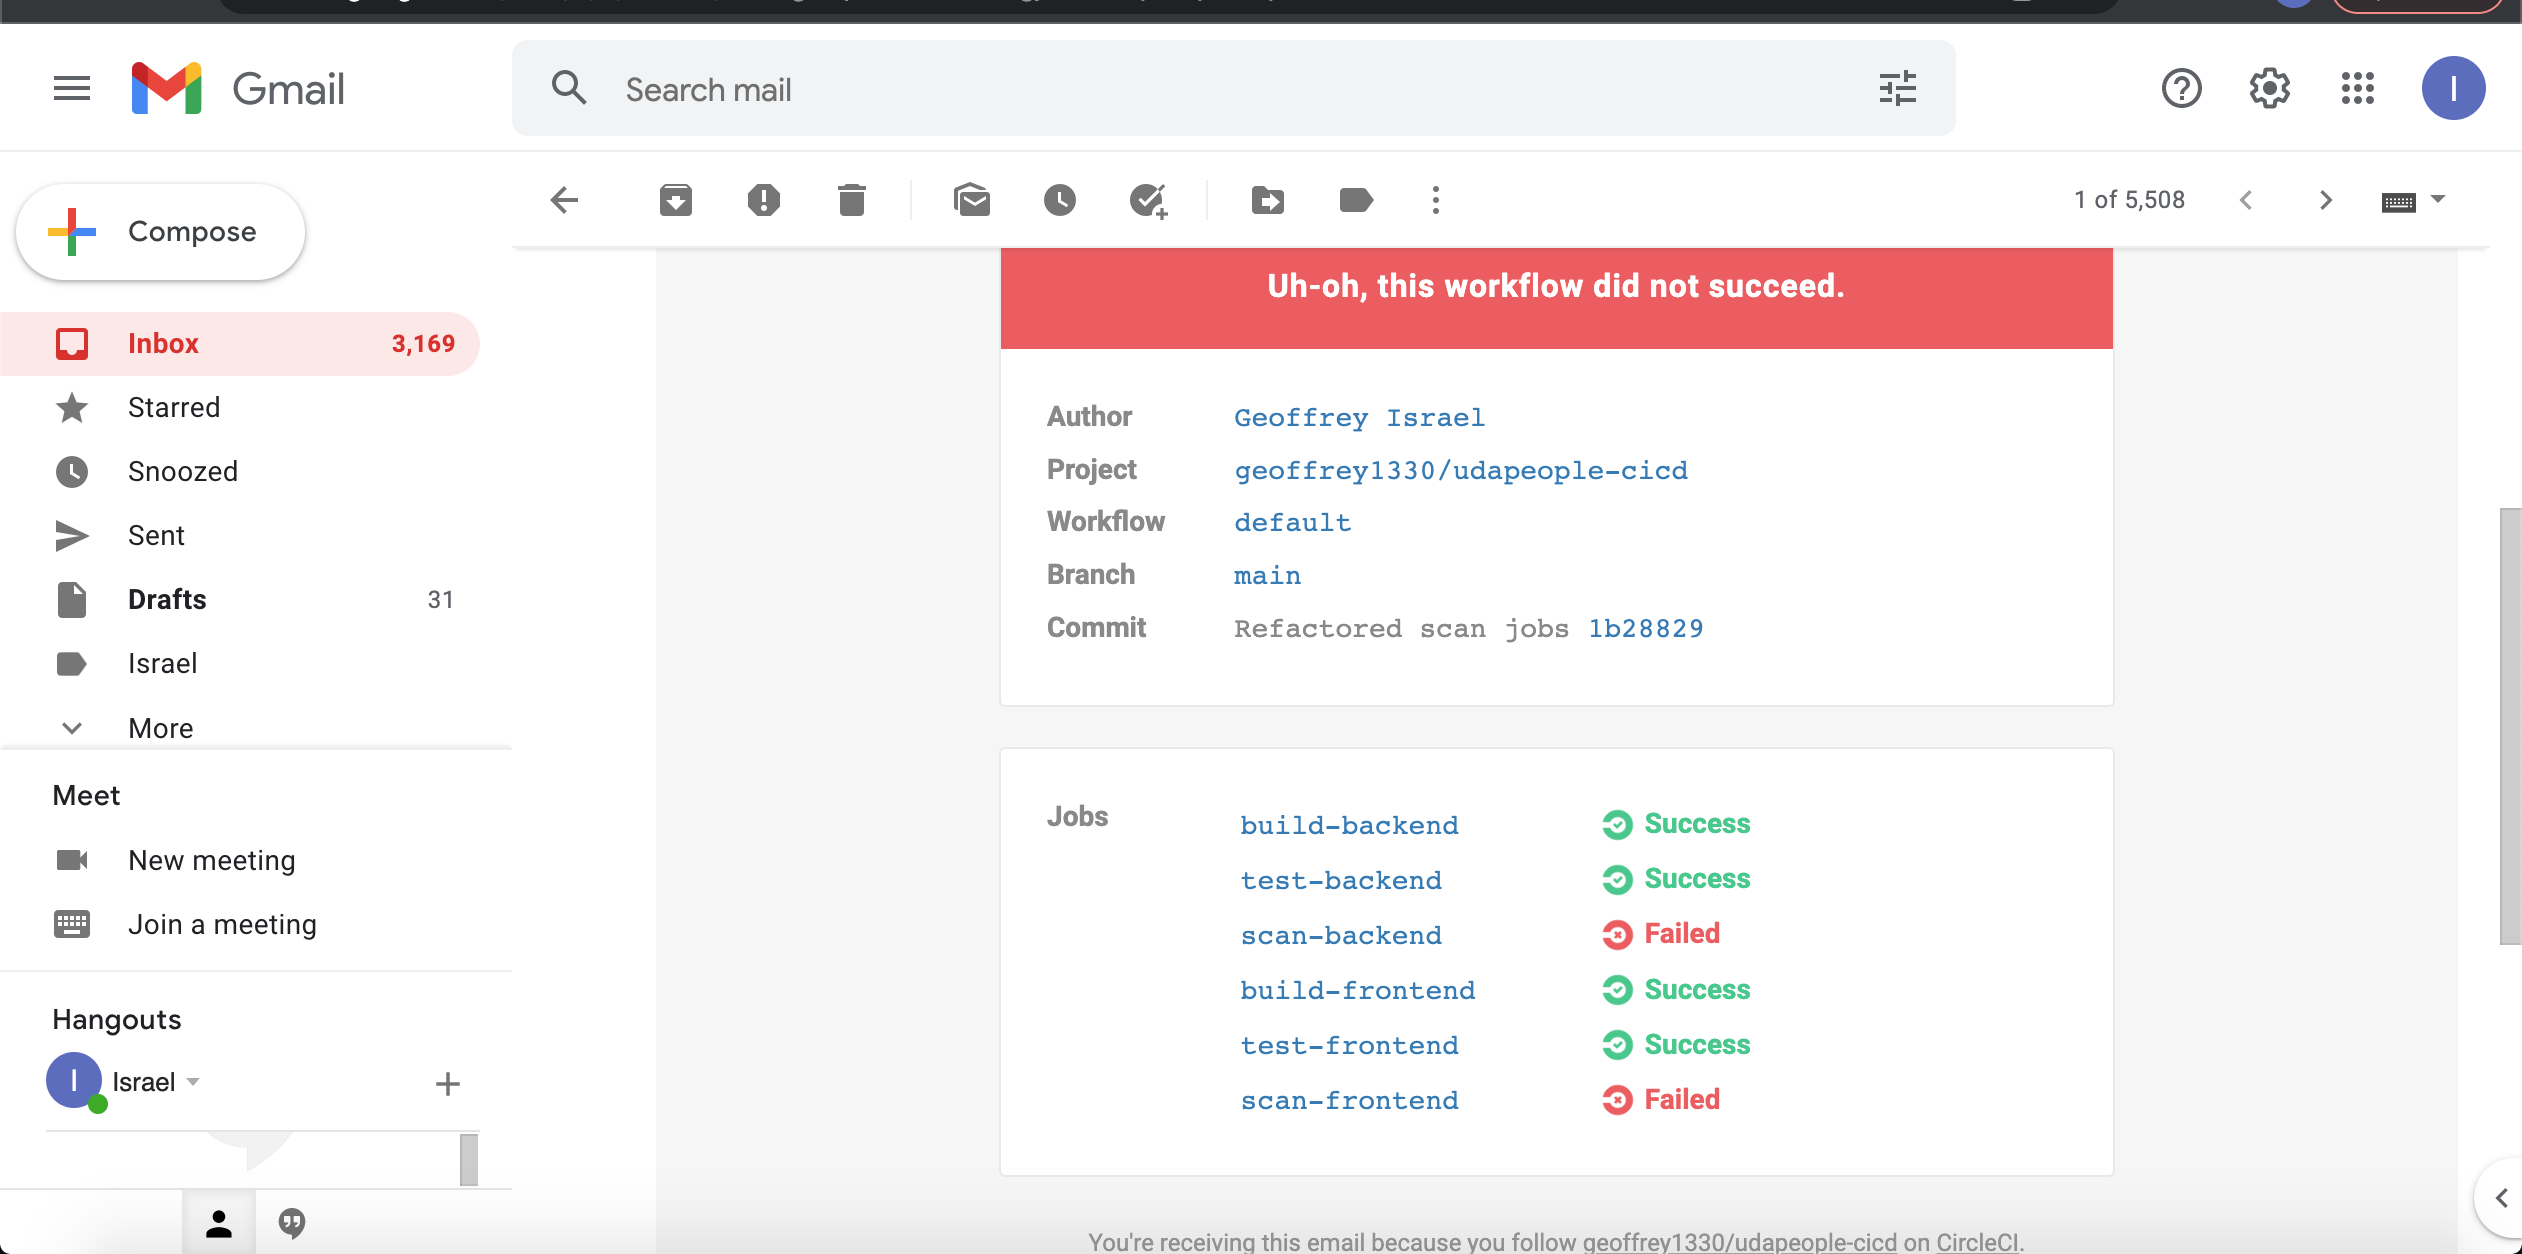 Gmail
Search mail
I
Compose
1 of 5,508
Inbox 3,169
Starred
Snoozed
Sent
Drafts 31
Israel
More
Meet
New meeting
Join a meeting
Hangouts
I Israel
Uh-oh, this workflow did not succeed.
Author Geoffrey Israel
Project geoffrey1330/udapeople-cicd
Workflow default
Branch main
Commit Refactored scan jobs 1b28829
Jobs build-backend Success
test-backend Success
scan-backend Failed
build-frontend Success
test-frontend Success
scan-frontend Failed
You're receiving this email because you follow geoffrey1330/udapeople-cicd on CircleCI.